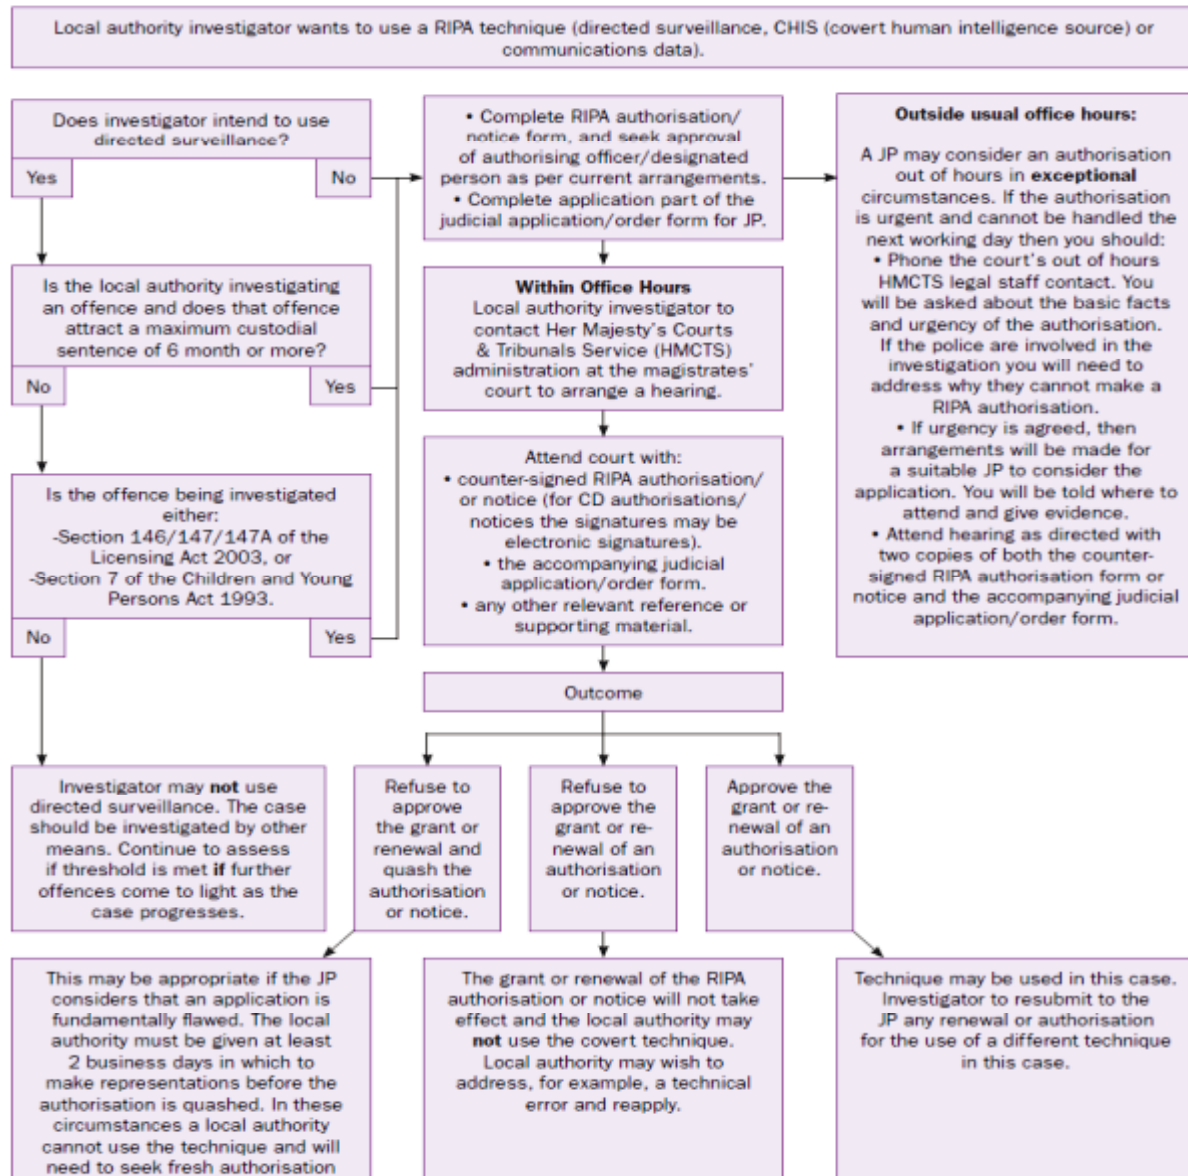 Local authority investigator wants to use a RIPA technique (directed surveillance, CHIS (covert human intelligence source) or
communications data).
Does investigator intend to use
directed surveillance?
Yes
No
Is the local authority investigating
an offence and does that offence
attract a maximum custodial
sentence of 6 month or more?
No
Yes
Is the offence being investigated
either:
-Section 146/147/147A of the
Licensing Act 2003, or
-Section 7 of the Children and Young
Persons Act 1993.
No
Yes
Investigator may not use
directed surveillance. The case
should be investigated by other
means. Continue to assess
if threshold is met if further
offences come to light as the
case progresses.
• Complete RIPA authorisation/
notice form, and seek approval
of authorising officer/designated
person as per current arrangements.
• Complete application part of the
judicial application/order form for JP.
Within Office Hours
Local authority investigator to
contact Her Majesty's Courts
& Tribunals Service (HMCTS)
administration at the magistrates'
court to arrange a hearing.
Attend court with:
• counter-signed RIPA authorisation/
or notice (for CD authorisations/
notices the signatures may be
electronic signatures).
• the accompanying judicial
application/order form.
• any other relevant reference or
supporting material.
Outside usual office hours:
A JP may consider an authorisation
out of hours in exceptional
circumstances. If the authorisation
is urgent and cannot be handled the
next working day then you should:
• Phone the court's out of hours
HMCTS legal staff contact. You
will be asked about the basic facts
and urgency of the authorisation.
If the police are involved in the
investigation you will need to
address why they cannot make a
RIPA authorisation.
• If urgency is agreed, then
arrangements will be made for
a suitable JP to consider the
application. You will be told where to
attend and give evidence.
• Attend hearing as directed with
two copies of both the counter-
signed RIPA authorisation form or
notice and the accompanying judicial
application/order form.
Outcome
Refuse to
approve
the grant or
renewal and
quash the
authorisation
or notice.
Refuse to
approve the
grant or re-
newal of an
authorisation
or notice.
Approve the
grant or re-
newal of an
authorisation
or notice.
This may be appropriate if the JP
considers that an application is
fundamentally flawed. The local
authority must be given at least
2 business days in which to
make representations before the
authorisation is quashed. In these
circumstances a local authority
cannot use the technique and will
need to seek fresh authorisation
The grant or renewal of the RIPA
authorisation or notice will not take
effect and the local authority may
not use the covert technique.
Local authority may wish to
address, for example, a technical
error and reapply.
Technique may be used in this case.
Investigator to resubmit to the
JP any renewal or authorisation
for the use of a different technique
in this case.